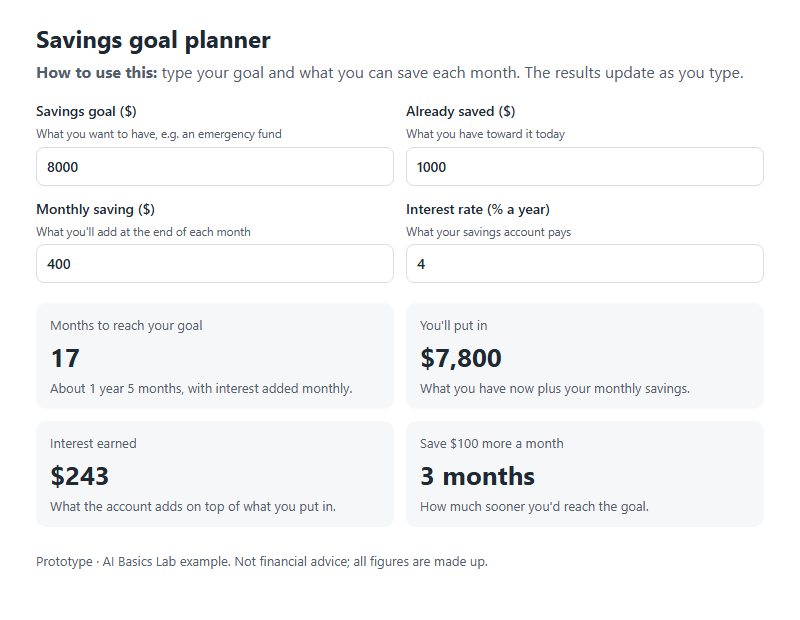 Savings goal planner
How to use this: type your goal and what you can save each month. The results update as you type.
Savings goal ($)
What you want to have, e.g. an emergency fund
8000
Already saved ($)
What you have toward it today
1000
Monthly saving ($)
What you'll add at the end of each month
400
Interest rate (% a year)
What your savings account pays
4
Months to reach your goal
17
About 1 year 5 months, with interest added monthly.
You'll put in
$7,800
What you have now plus your monthly savings.
Interest earned
$243
What the account adds on top of what you put in.
Save $100 more a month
3 months
How much sooner you'd reach the goal.
Prototype · AI Basics Lab example. Not financial advice; all figures are made up.